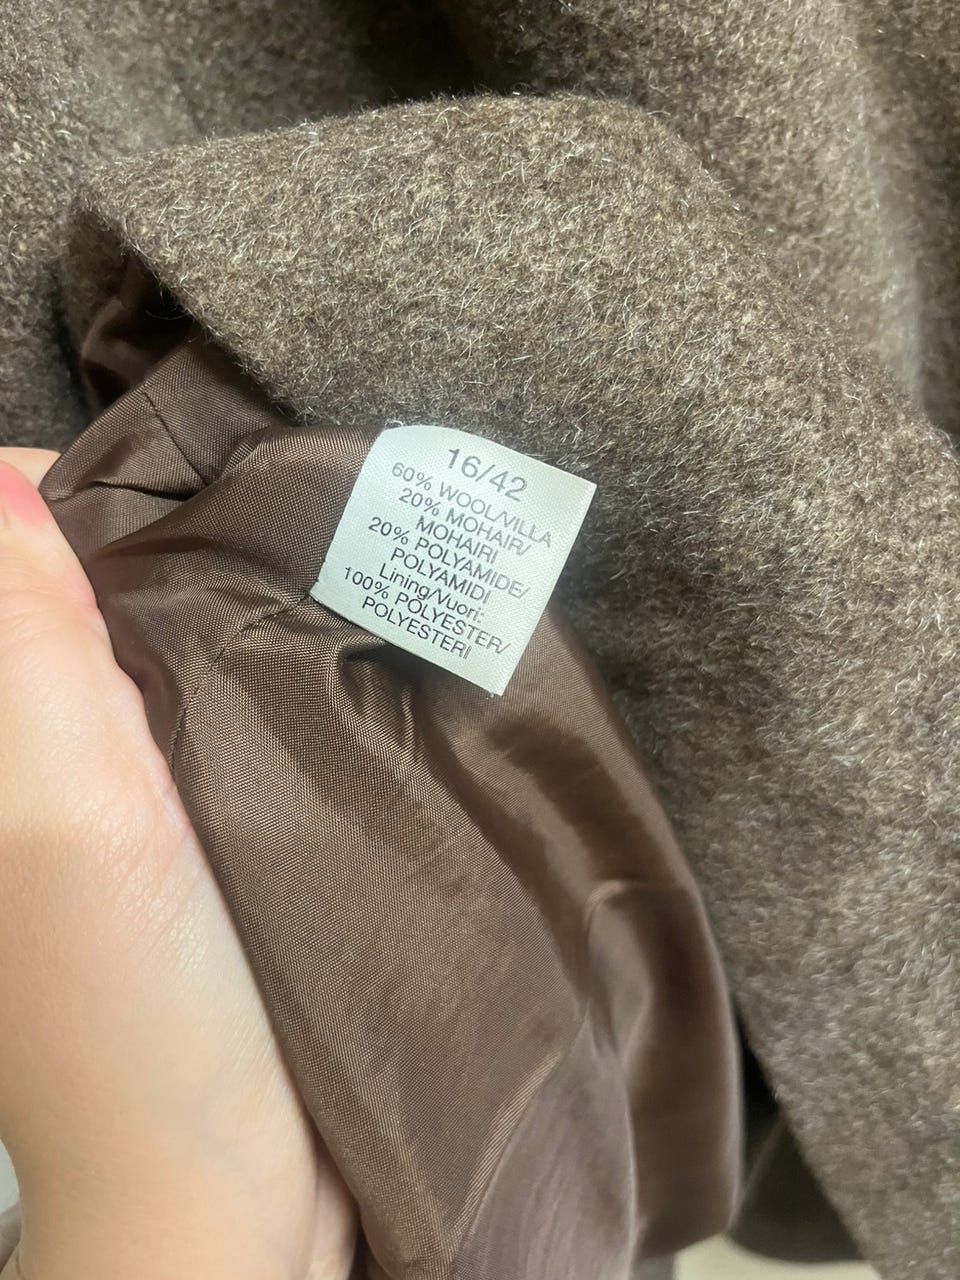 16/42
60% WOOL/VILLA
20% MOHAIR/
MOHAIRI
20% POLYAMIDE/
POLYAMIDI
Lining/Vuori:
100% POLYESTER/
POLYESTERI